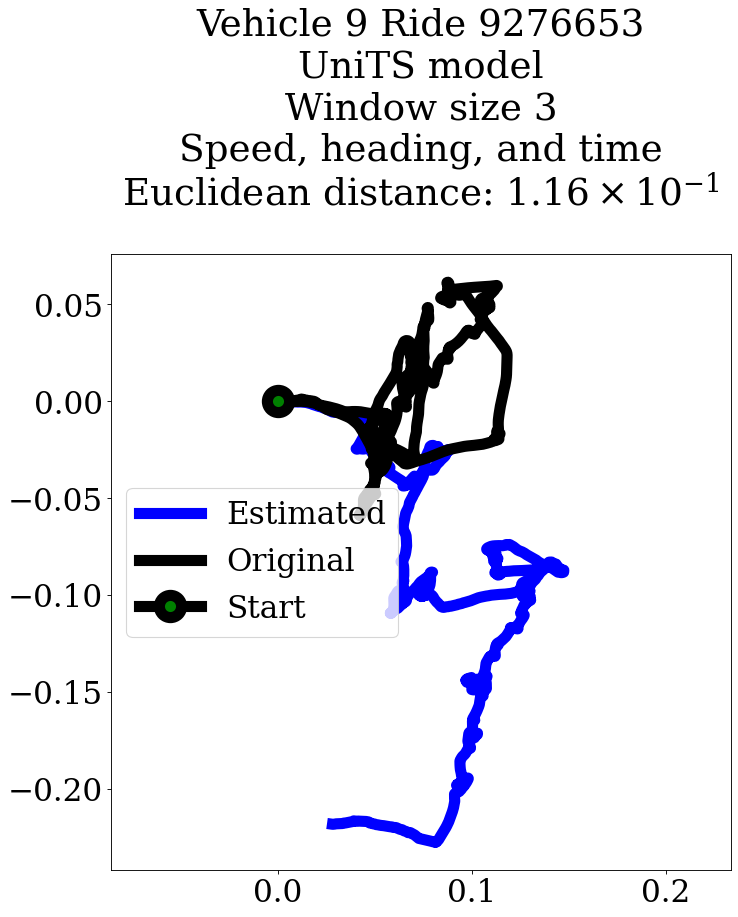 Vehicle 9 Ride 9276653
UniTS model
Window size 3
Speed, heading, and time
Euclidean distance: 1.16 × 10⁻¹
0.05
0.00
−0.05
−0.10
−0.15
−0.20
Estimated
Original
Start
0.0
0.1
0.2